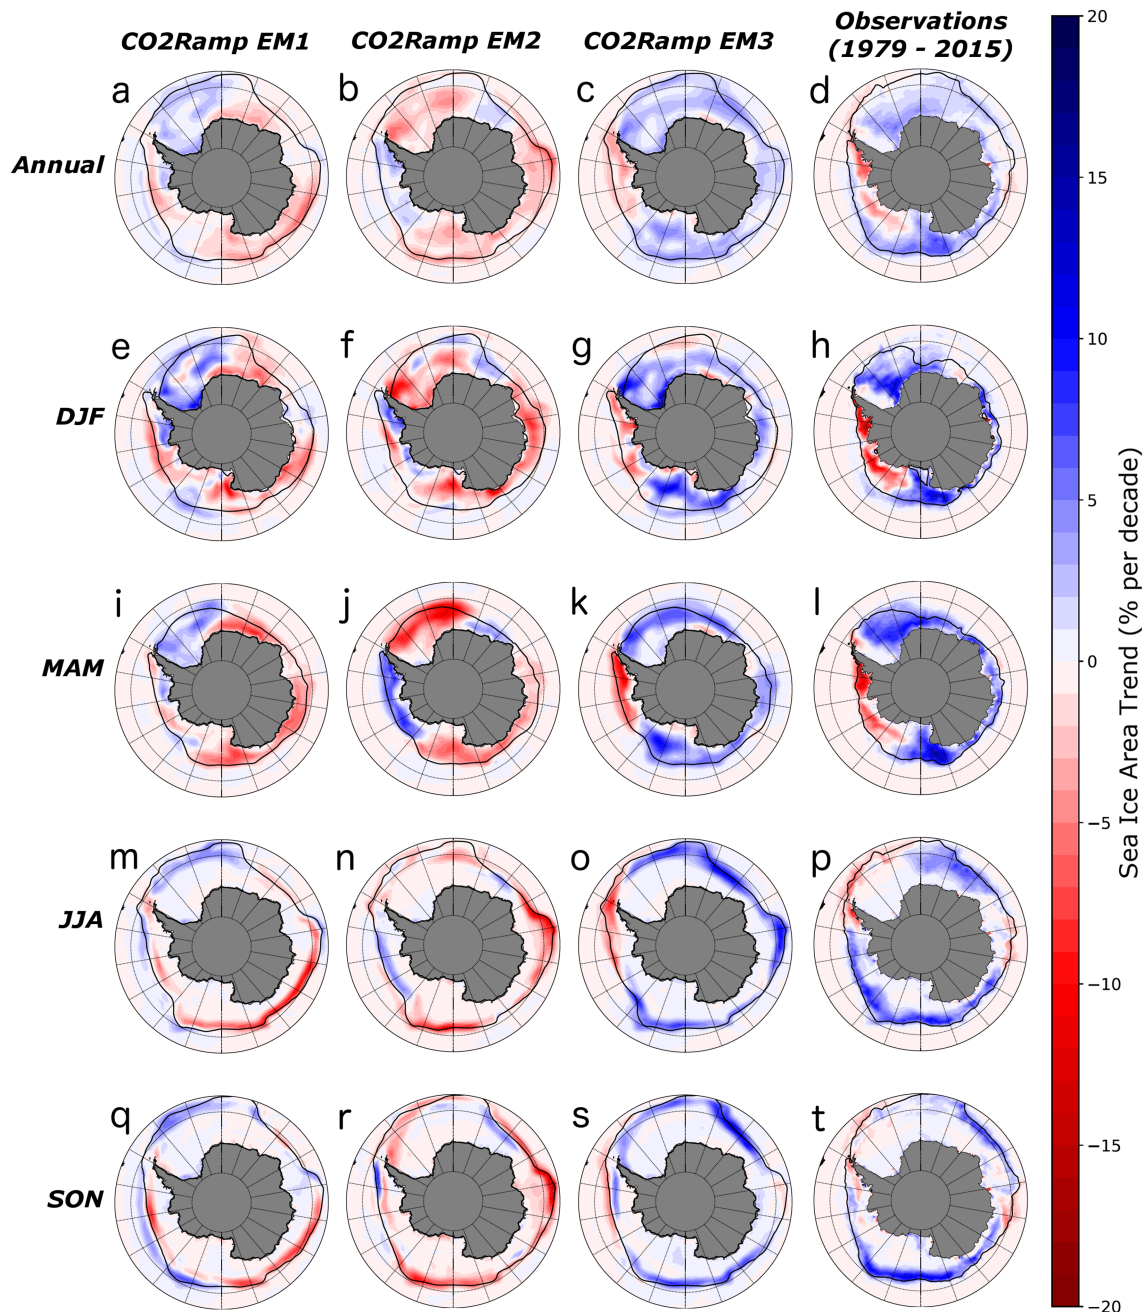 CO2Ramp EM1 CO2Ramp EM2 CO2Ramp EM3 Observations
(1979 - 2015)
a b c d
Annual
e f g h
DJF
i j k l
MAM
m n o p
JJA
q r s t
SON
20
15
10
5
0
−5
−10
−15
−20
Sea Ice Area Trend (% per decade)